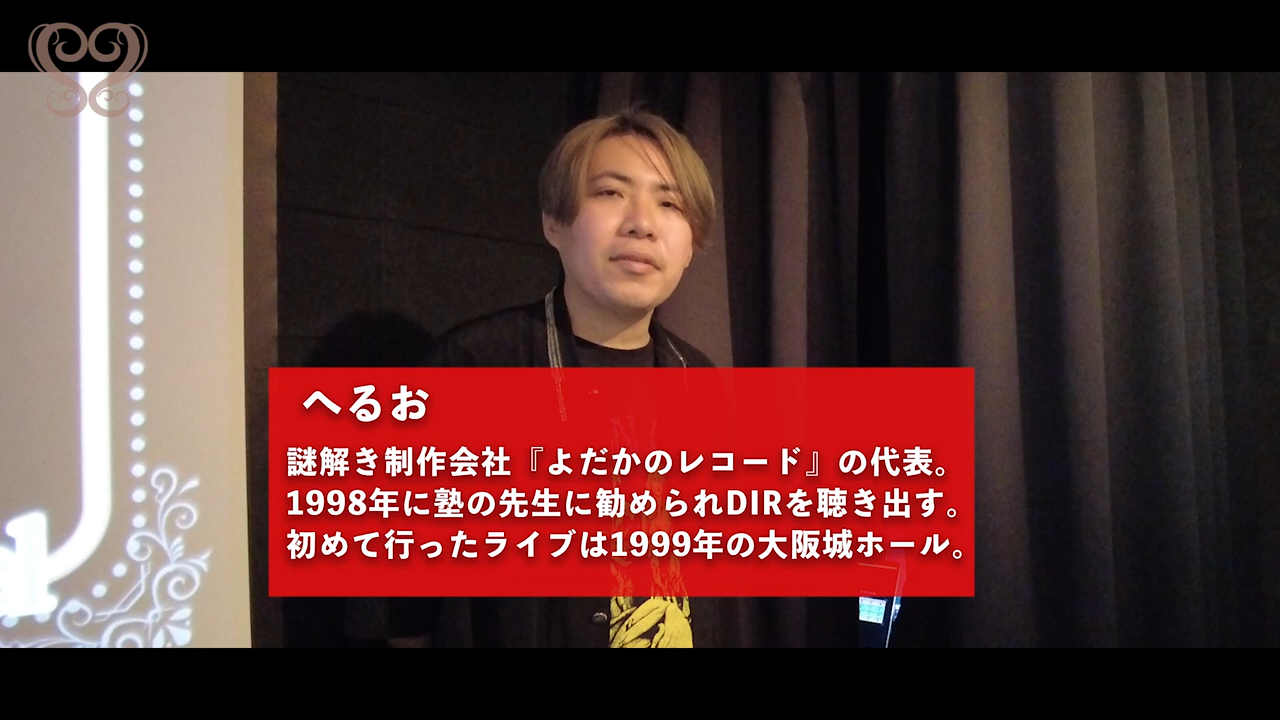 へるお
謎解き制作会社『よだかのレコード』の代表。
1998年に塾の先生に勧められDIRを聴き出す。
初めて行ったライブは1999年の大阪城ホール。